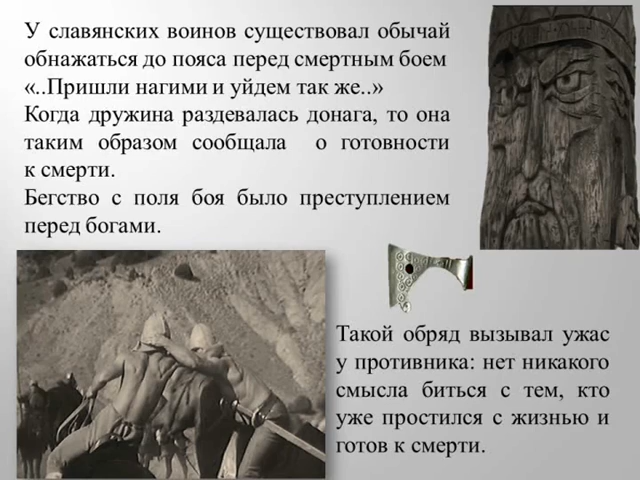 У славянских воинов существовал обычай
обнажаться до пояса перед смертным боем
«..Пришли нагими и уйдем так же..»
Когда дружина раздевалась донага, то она
таким образом сообщала о готовности
к смерти.
Бегство с поля боя было преступлением
перед богами.
Такой обряд вызывал ужас
у противника: нет никакого
смысла биться с тем, кто
уже простился с жизнью и
готов к смерти.